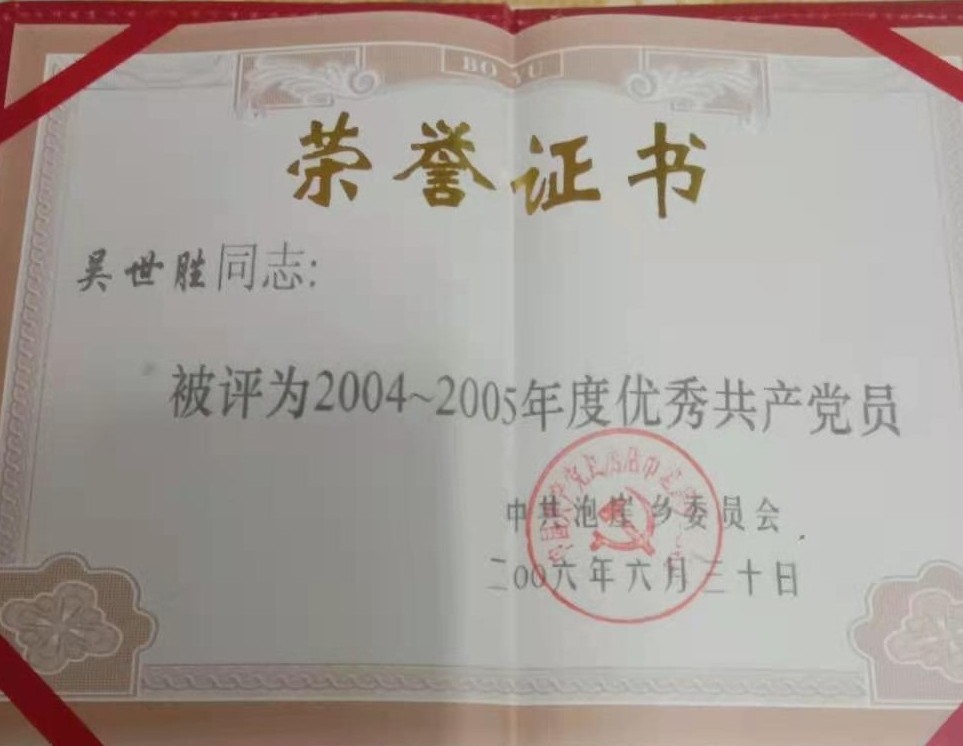 BO YU
荣誉证书
吴世胜同志:
被评为2004~2005年度优秀共产党员
中共泡崖乡委员会
二00六年六月三十日